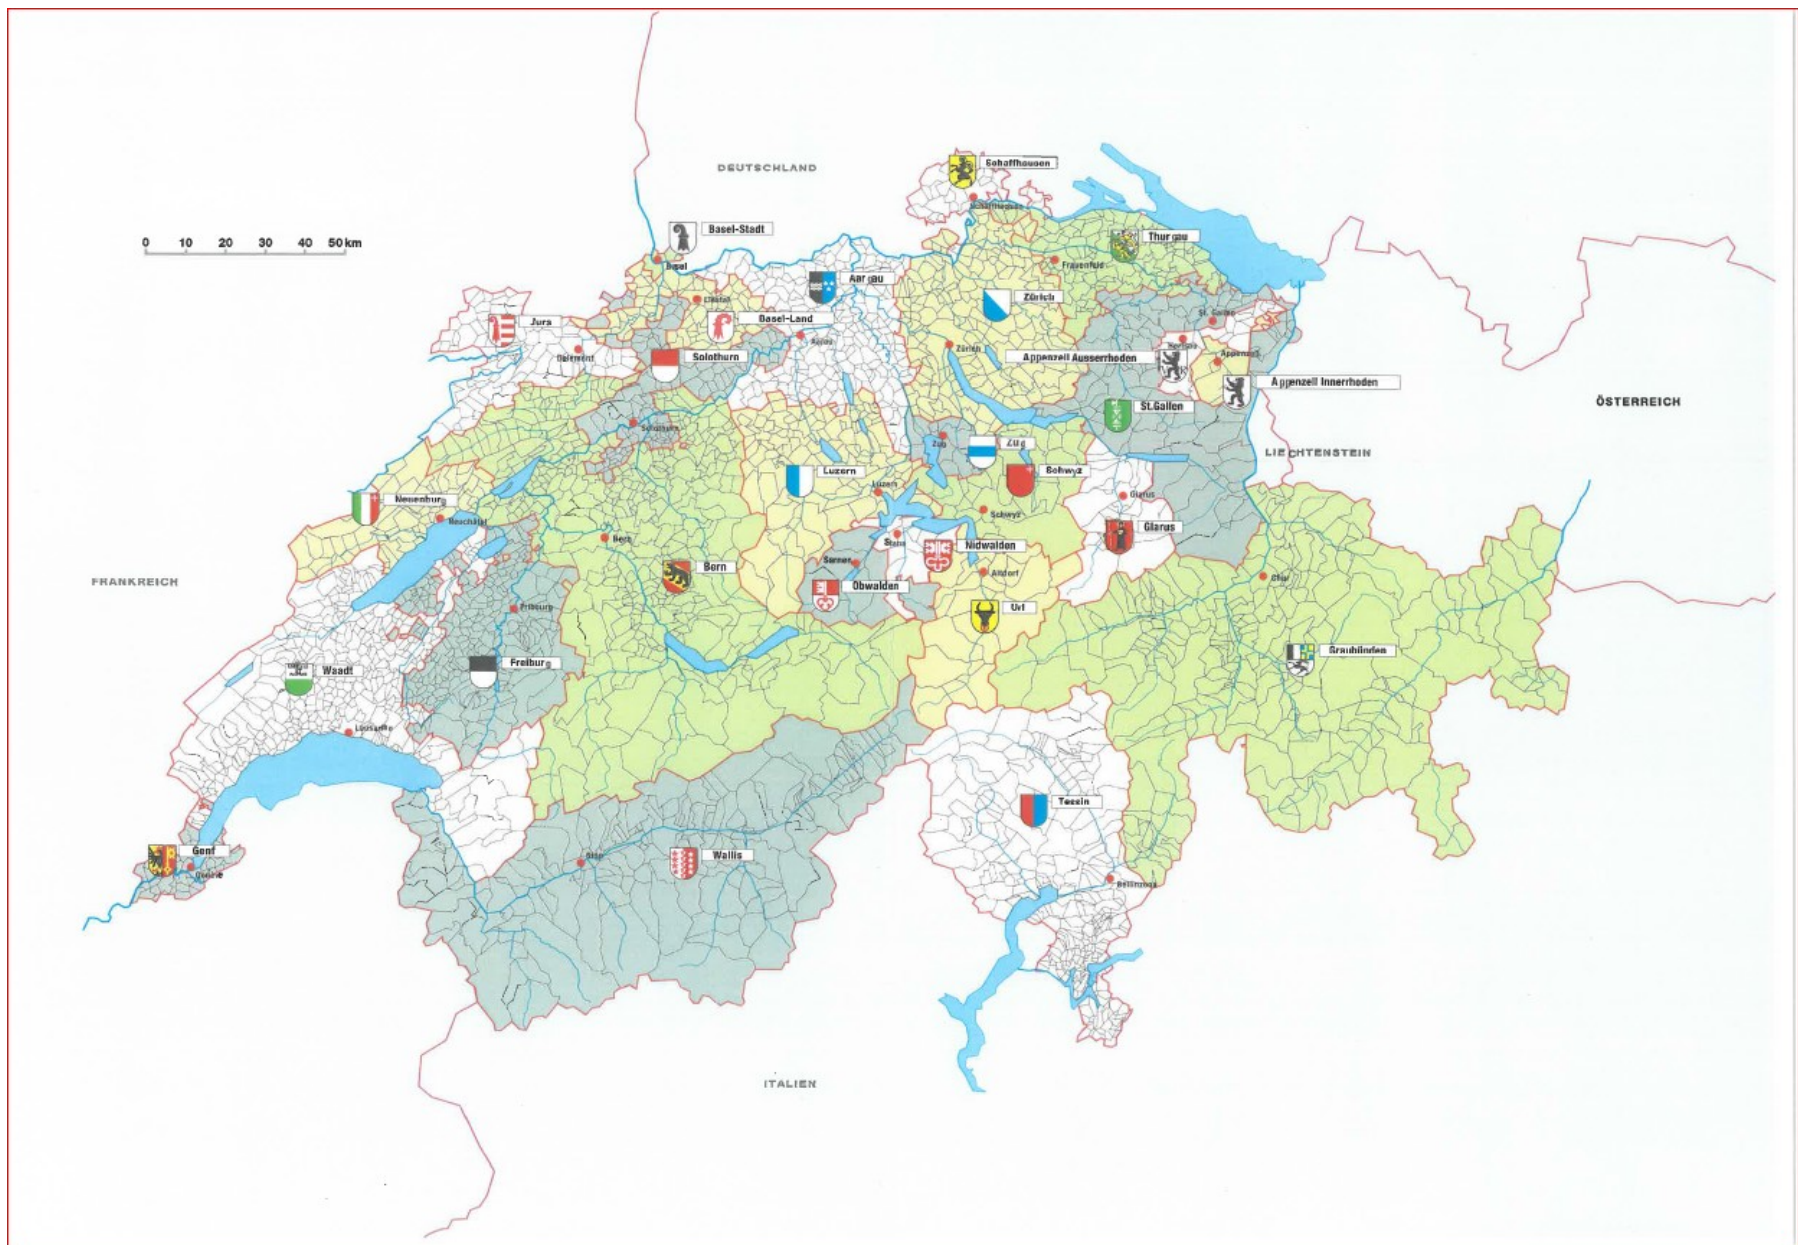 DEUTSCHLAND
Schaffhausen
Schaffhausen
Basel-Stadt
Thurgau
0 10 20 30 40 50 km
Basel
Frauenfeld
Aargau
Liestal
Zürich
Jura
Basel-Land
St. Gallen
Aarau
Zürich
Herisau
Delémont
Solothurn
Appenzell Ausserrhoden
Appenzell
Appenzell Innerrhoden
ÖSTERREICH
St.Gallen
Solothurn
Zug
Zug
LIECHTENSTEIN
Luzern
Schwyz
Luzern
Neuenburg
Glarus
Schwyz
Neuchâtel
Glarus
Bern
Stans
Nidwalden
Sarnen
Bern
Altdorf
Chur
FRANKREICH
Obwalden
Fribourg
Uri
Graubünden
Freiburg
Waadt
Lausanne
Tessin
Genf
Sion
Wallis
Genève
Bellinzona
ITALIEN